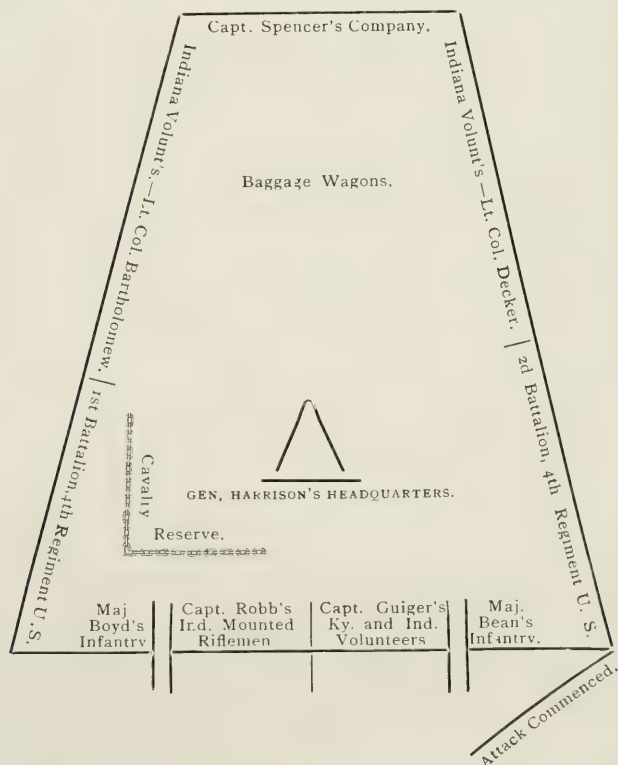 Capt. Spencer's Company.
Indiana Volunt's.—Lt. Col. Bartholomew. / 1st Battalion. 4th Regiment U. S.
Indiana Volunt's —Lt. Col. Decker. / 2d Battalion, 4th Regiment U. S.
Baggage Wagons.
Cavalty
Reserve.
GEN, HARRISON'S HEADQUARTERS.
Maj
Boyd's
Infantry
Capt. Robb's
Ind. Mounted
Riflemen
Capt. Guiger's
Ky. and Ind.
Volunteers
Maj.
Bean's
Infantry.
Attack Commenced.